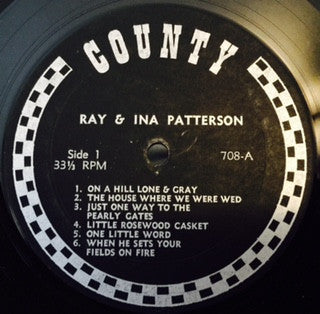 COUNTY
RAY & INA PATTERSON
Side 1
33⅓ RPM
708-A
1. ON A HILL LONE & GRAY
2. THE HOUSE WHERE WE WERE WED
3. JUST ONE WAY TO THE
PEARLY GATES
4. LITTLE ROSEWOOD CASKET
5. ONE LITTLE WORD
6. WHEN HE SETS YOUR
FIELDS ON FIRE